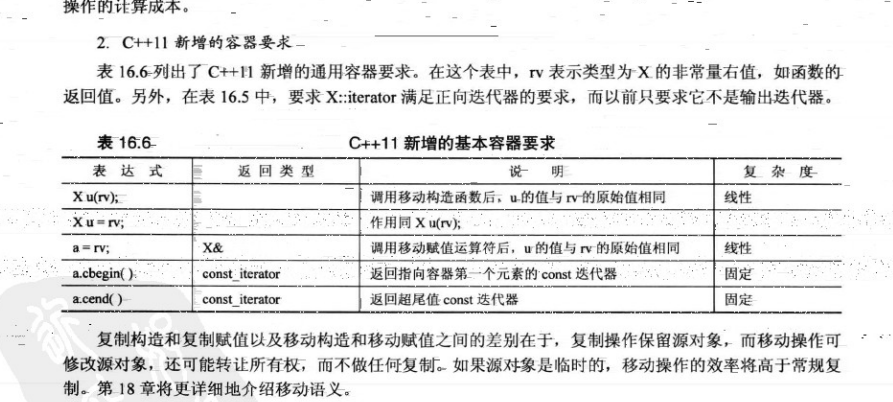 操作的计算成本。
2. C++11 新增的容器要求
表 16.6 列出了 C++11 新增的通用容器要求。在这个表中，rv 表示类型为 X 的非常量右值，如函数的
返回值。另外，在表 16.5 中，要求 X::iterator 满足正向迭代器的要求，而以前只要求它不是输出迭代器。
表 16.6 C++11 新增的基本容器要求
表 达 式 返 回 类 型 说 明 复 杂 度
X u(rv); 调用移动构造函数后，u 的值与 rv 的原始值相同 线性
X u = rv; 作用同 X u(rv);
a = rv; X& 调用移动赋值运算符后，u 的值与 rv 的原始值相同 线性
a.cbegin( ) const_iterator 返回指向容器第一个元素的 const 迭代器 固定
a.cend( ) const_iterator 返回超尾值 const 迭代器 固定
复制构造和复制赋值以及移动构造和移动赋值之间的差别在于，复制操作保留源对象，而移动操作可
修改源对象，还可能转让所有权，而不做任何复制。如果源对象是临时的，移动操作的效率将高于常规复
制。第 18 章将更详细地介绍移动语义。